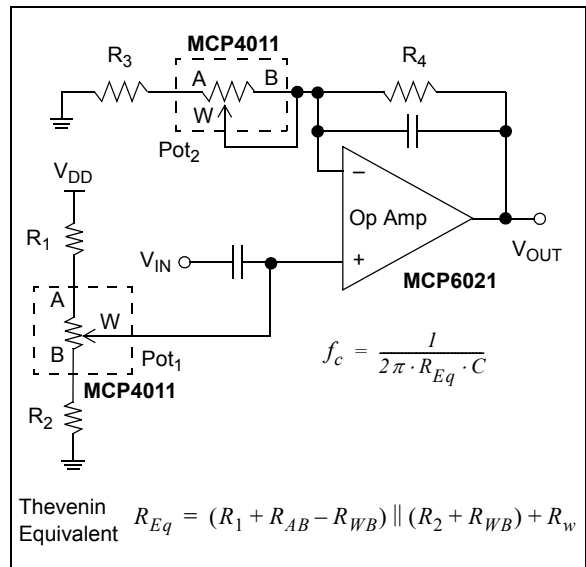 MCP4011
R3
A
B
W
Pot2
R4
VDD
R1
A
W
B
Pot1
MCP4011
R2
VIN
–
+
Op Amp
MCP6021
VOUT
fc = 1 / 2π · REq · C
Thevenin Equivalent REq = (R1 + RAB – RWB) || (R2 + RWB) + Rw